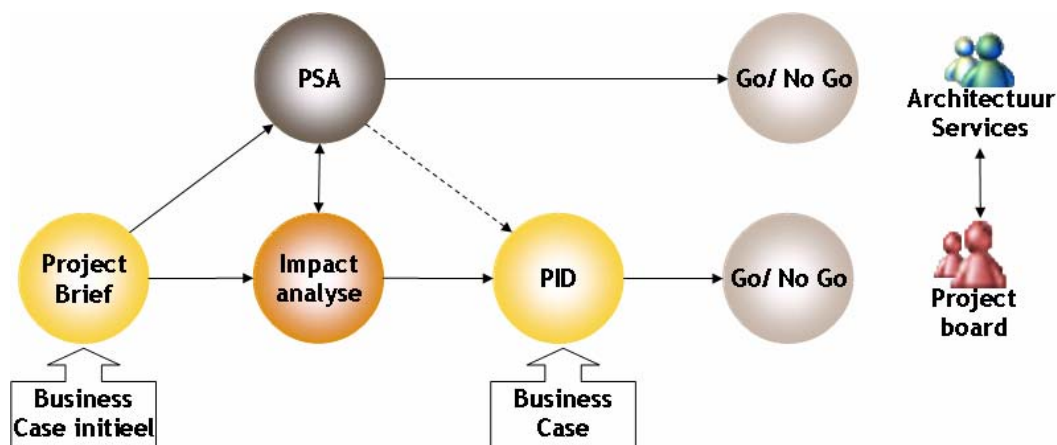 PSA
Go/ No Go
Architectuur
Services
Project
Brief
Impact
analyse
PID
Go/ No Go
Project
board
Business
Case initieel
Business
Case